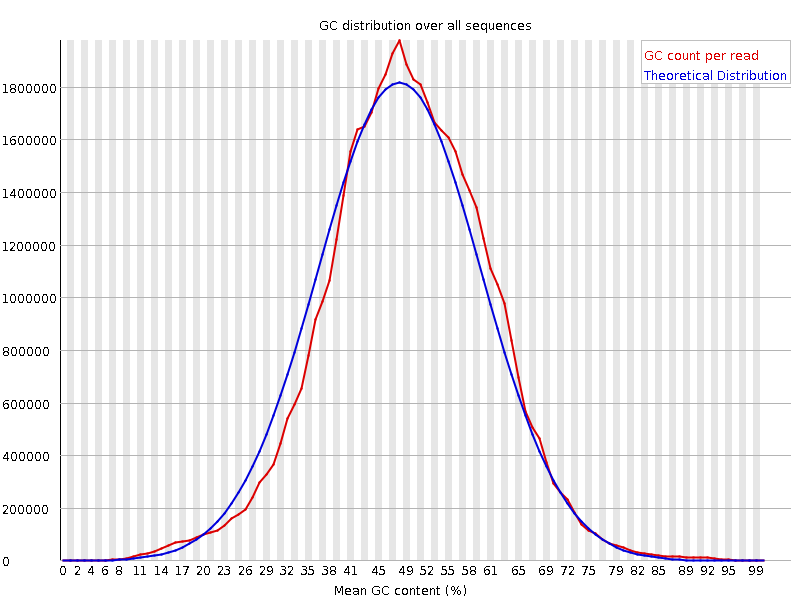 GC distribution over all sequences
GC count per read
Theoretical Distribution
1800000
1600000
1400000
1200000
1000000
800000
600000
400000
200000
0
0 2 4 6 8 11 14 17 20 23 26 29 32 35 38 41 45 49 52 55 58 61 65 69 72 75 79 82 85 89 92 95 99
Mean GC content (%)